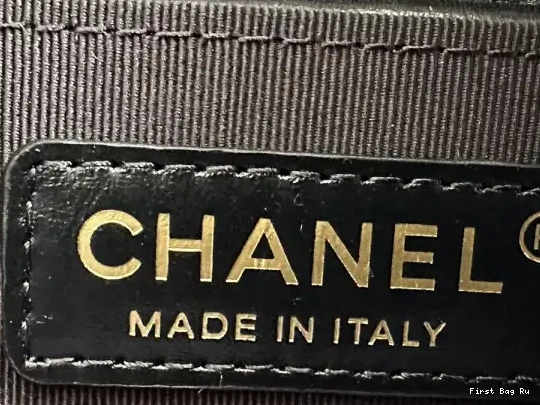 CHANEL®
MADE IN ITALY
First Bag Ru